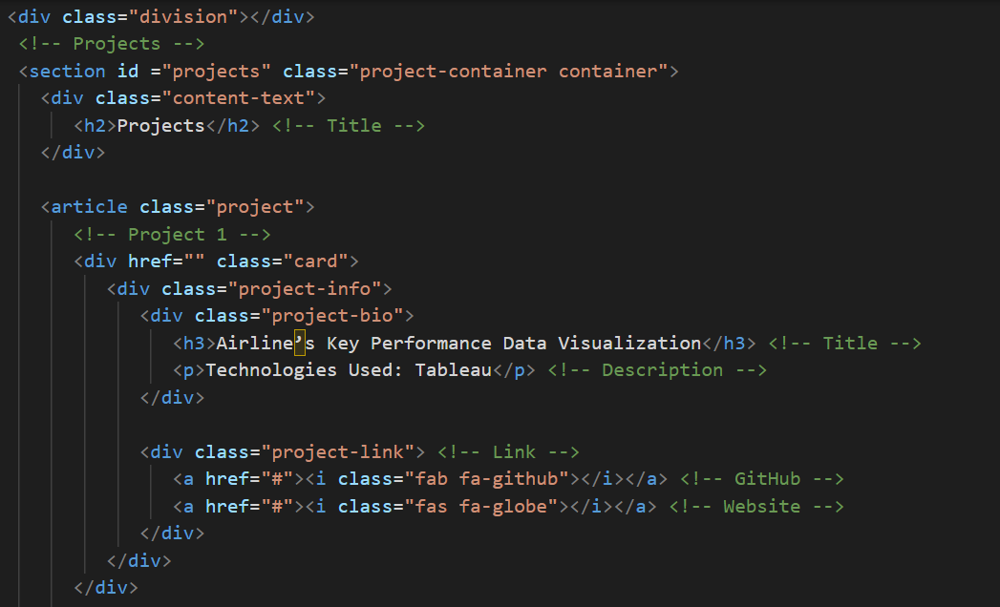 <div class="division"></div>
<!-- Projects -->
<section id ="projects" class="project-container container">
<div class="content-text">
<h2>Projects</h2> <!-- Title -->
</div>
<article class="project">
<!-- Project 1 -->
<div href="" class="card">
<div class="project-info">
<div class="project-bio">
<h3>Airline’s Key Performance Data Visualization</h3> <!-- Title -->
<p>Technologies Used: Tableau</p> <!-- Description -->
</div>
<div class="project-link"> <!-- Link -->
<a href="#"><i class="fab fa-github"></i></a> <!-- GitHub -->
<a href="#"><i class="fas fa-globe"></i></a> <!-- Website -->
</div>
</div>
</div>